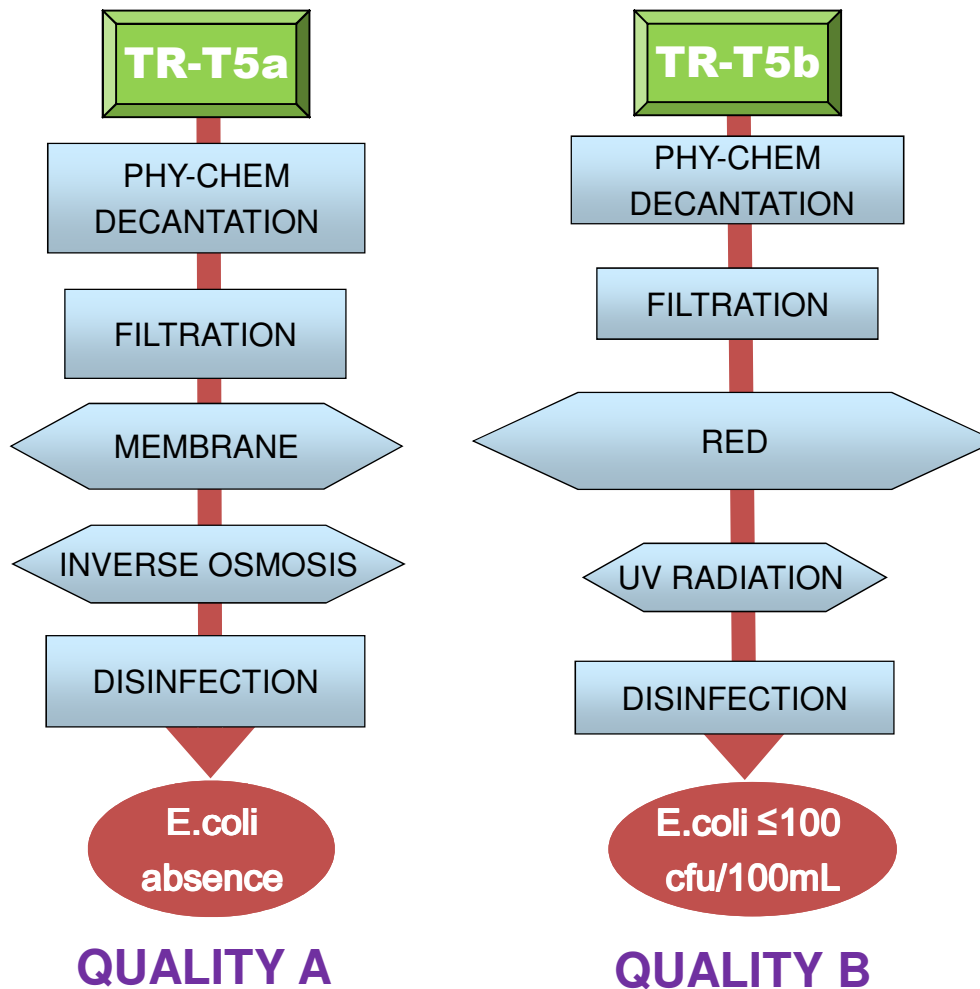 TR-T5a
PHY-CHEM
DECANTATION
FILTRATION
MEMBRANE
INVERSE OSMOSIS
DISINFECTION
E.coli
absence
QUALITY A
TR-T5b
PHY-CHEM
DECANTATION
FILTRATION
RED
UV RADIATION
DISINFECTION
E.coli ≤100
cfu/100mL
QUALITY B